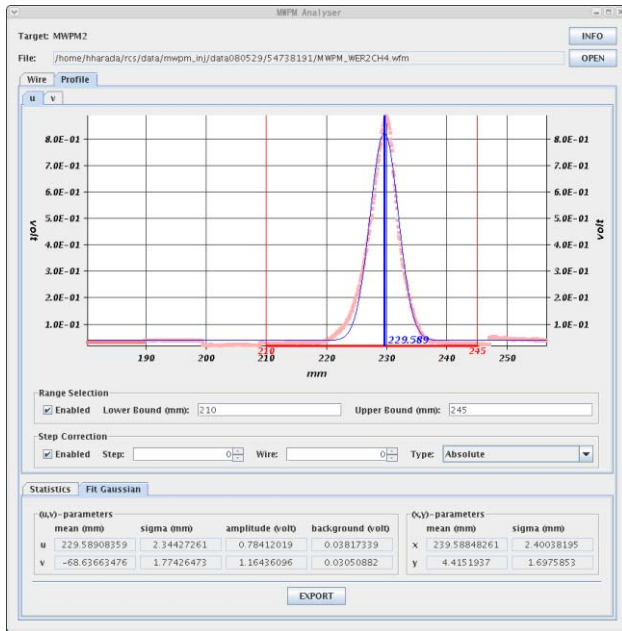 MWPM Analyser
Target: MWPM2
INFO
File: /home/hharada/rcs/data/mwpm_inj/data080529/54738191/MWPM_WER2CH4.wfm
OPEN
Wire Profile
u v
8.0E-01 8.0E-01
7.0E-01 7.0E-01
6.0E-01 6.0E-01
volt volt
5.0E-01 5.0E-01
4.0E-01 4.0E-01
3.0E-01 3.0E-01
2.0E-01 2.0E-01
1.0E-01 1.0E-01
229.589
210 245
190 200 210 220 230 240 250
mm
Range Selection
Enabled Lower Bound (mm): 210 Upper Bound (mm): 245
Step Correction
Enabled Step: 0 Wire: 0 Type: Absolute
Statistics Fit Gaussian
(u,v)-parameters (x,y)-parameters
mean (mm) sigma (mm) amplitude (volt) background (volt) mean (mm) sigma (mm)
u 229.58908359 2.34427261 0.78412019 0.03817339 x 239.58848261 2.40038195
v -68.63663476 1.77426473 1.16436096 0.03050882 y 4.4151937 1.6975853
EXPORT